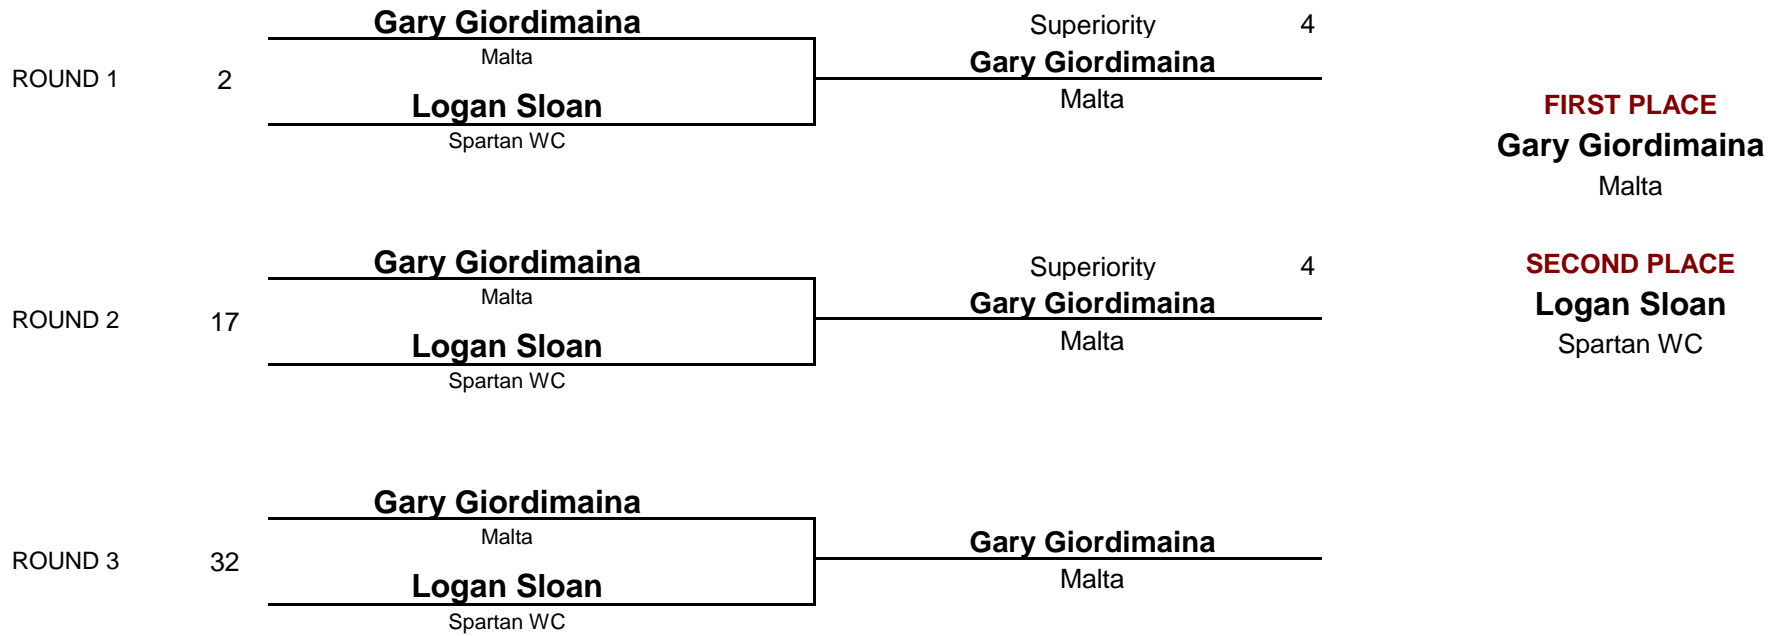 Gary Giordimaina
Malta
ROUND 1
2
Logan Sloan
Spartan WC
Superiority 4
Gary Giordimaina
Malta
Gary Giordimaina
Malta
ROUND 2
17
Logan Sloan
Spartan WC
Superiority 4
Gary Giordimaina
Malta
Gary Giordimaina
Malta
ROUND 3
32
Logan Sloan
Spartan WC
Gary Giordimaina
Malta
FIRST PLACE
Gary Giordimaina
Malta
SECOND PLACE
Logan Sloan
Spartan WC